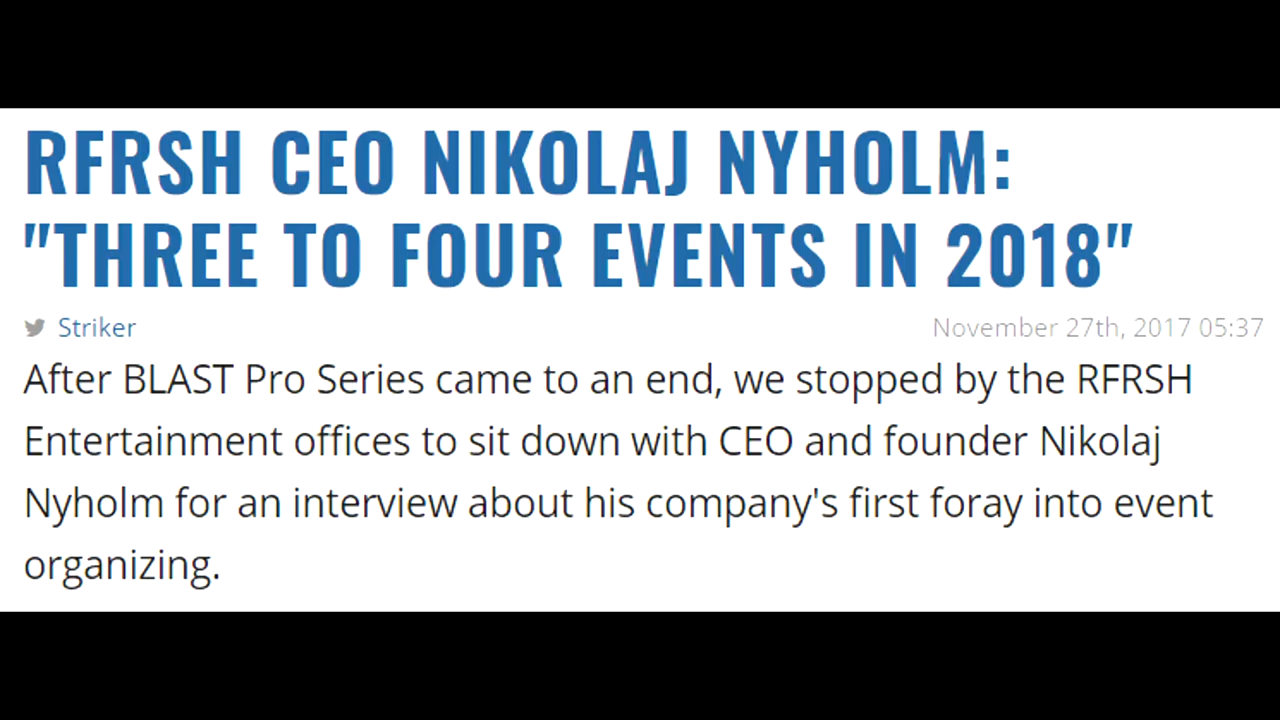 RFRSH CEO NIKOLAJ NYHOLM:
"THREE TO FOUR EVENTS IN 2018"
Striker
November 27th, 2017 05:37
After BLAST Pro Series came to an end, we stopped by the RFRSH
Entertainment offices to sit down with CEO and founder Nikolaj
Nyholm for an interview about his company's first foray into event
organizing.